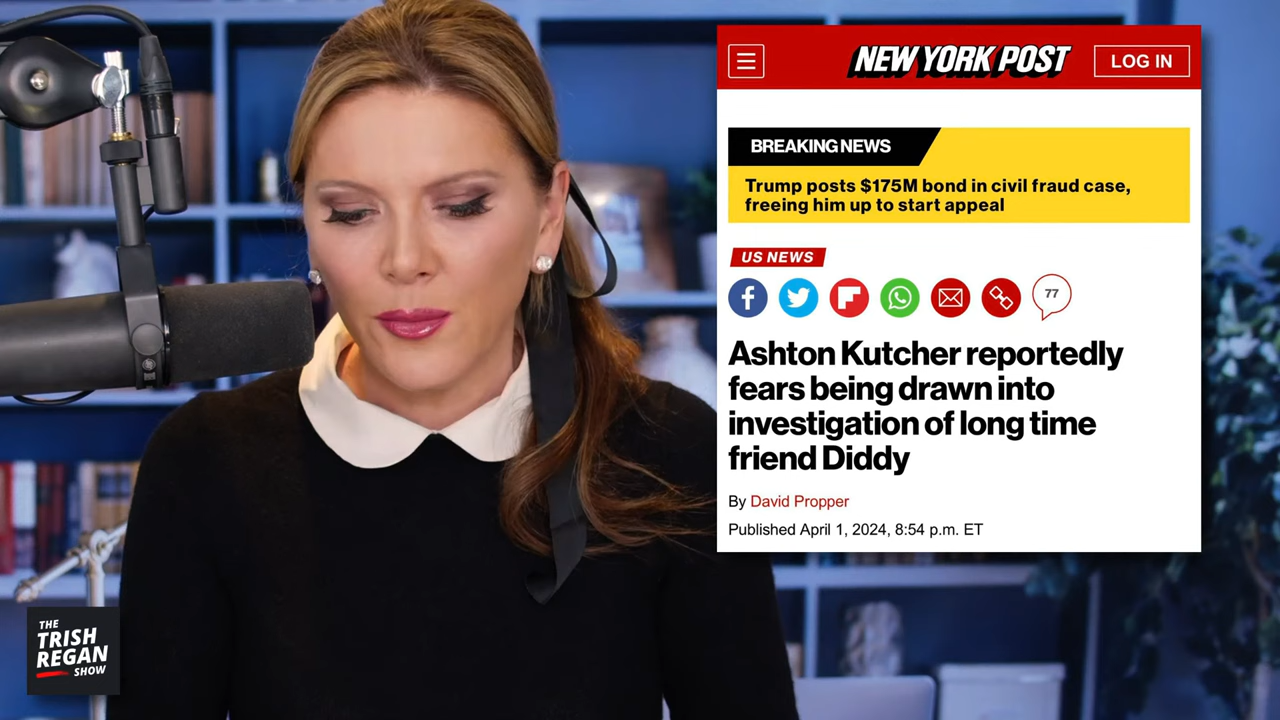 NEW YORK POST
LOG IN
BREAKING NEWS
Trump posts $175M bond in civil fraud case,
freeing him up to start appeal
US NEWS
77
Ashton Kutcher reportedly
fears being drawn into
investigation of long time
friend Diddy
By David Propper
Published April 1, 2024, 8:54 p.m. ET
THE
TRISH
REGAN
SHOW